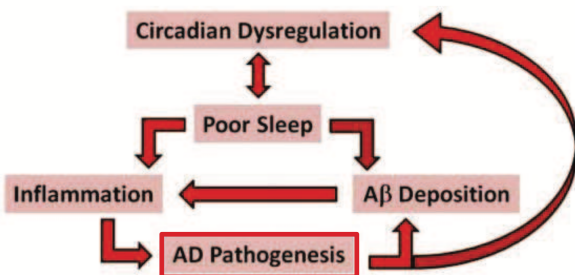 Circadian Dysregulation
Poor Sleep
Inflammation
Aβ Deposition
AD Pathogenesis